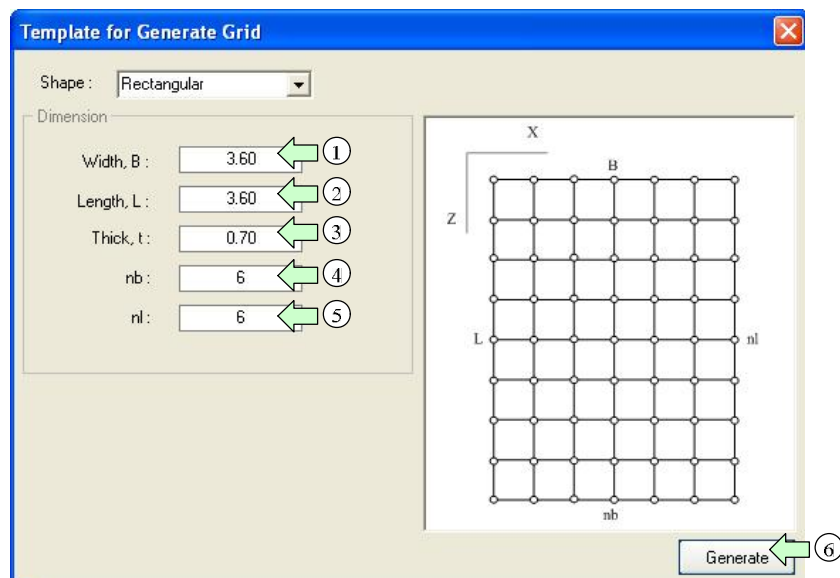 Template for Generate Grid
Shape : Rectangular
Dimension
Width, B : 3.60 1
Length, L : 3.60 2
Thick, t : 0.70 3
nb : 6 4
nl : 6 5
X
B
Z
L nl
nb
Generate 6